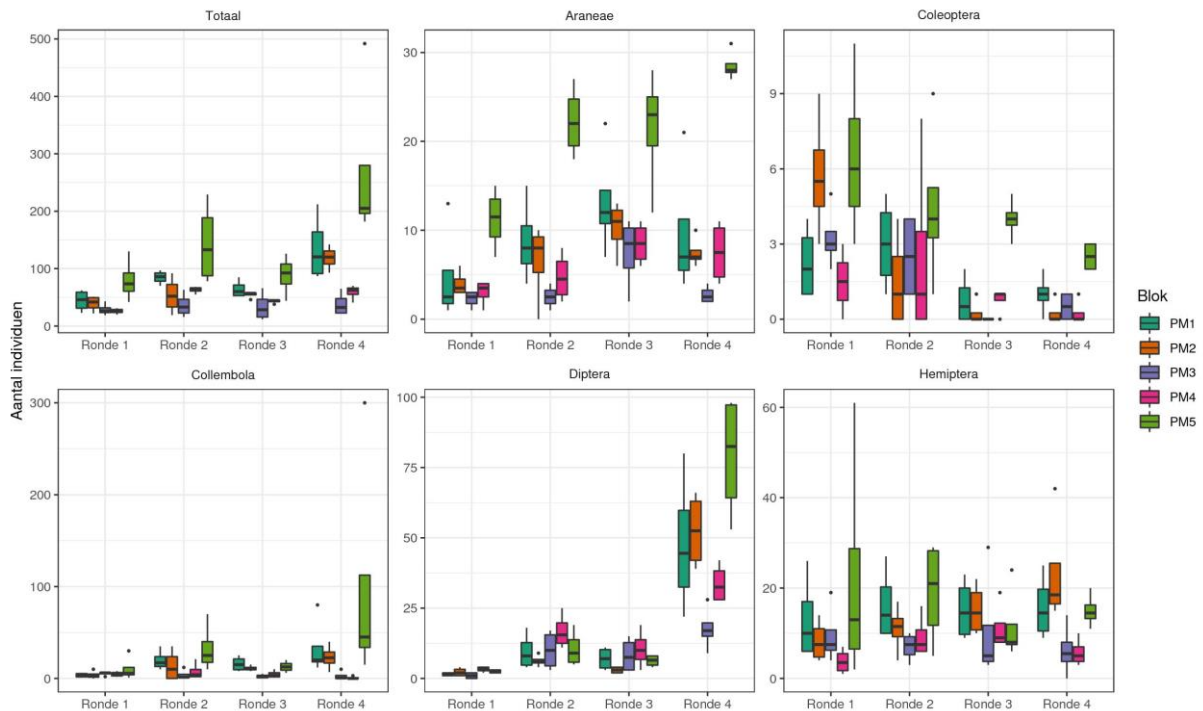 Totaal
Araneae
Coleoptera
500
400
300
200
100
0
30
20
10
0
9
6
3
0
Ronde 1 Ronde 2 Ronde 3 Ronde 4
Ronde 1 Ronde 2 Ronde 3 Ronde 4
Ronde 1 Ronde 2 Ronde 3 Ronde 4
Aantal individuen
Collembola
Diptera
Hemiptera
300
200
100
0
100
75
50
25
0
60
40
20
0
Ronde 1 Ronde 2 Ronde 3 Ronde 4
Ronde 1 Ronde 2 Ronde 3 Ronde 4
Ronde 1 Ronde 2 Ronde 3 Ronde 4
Blok
PM1
PM2
PM3
PM4
PM5